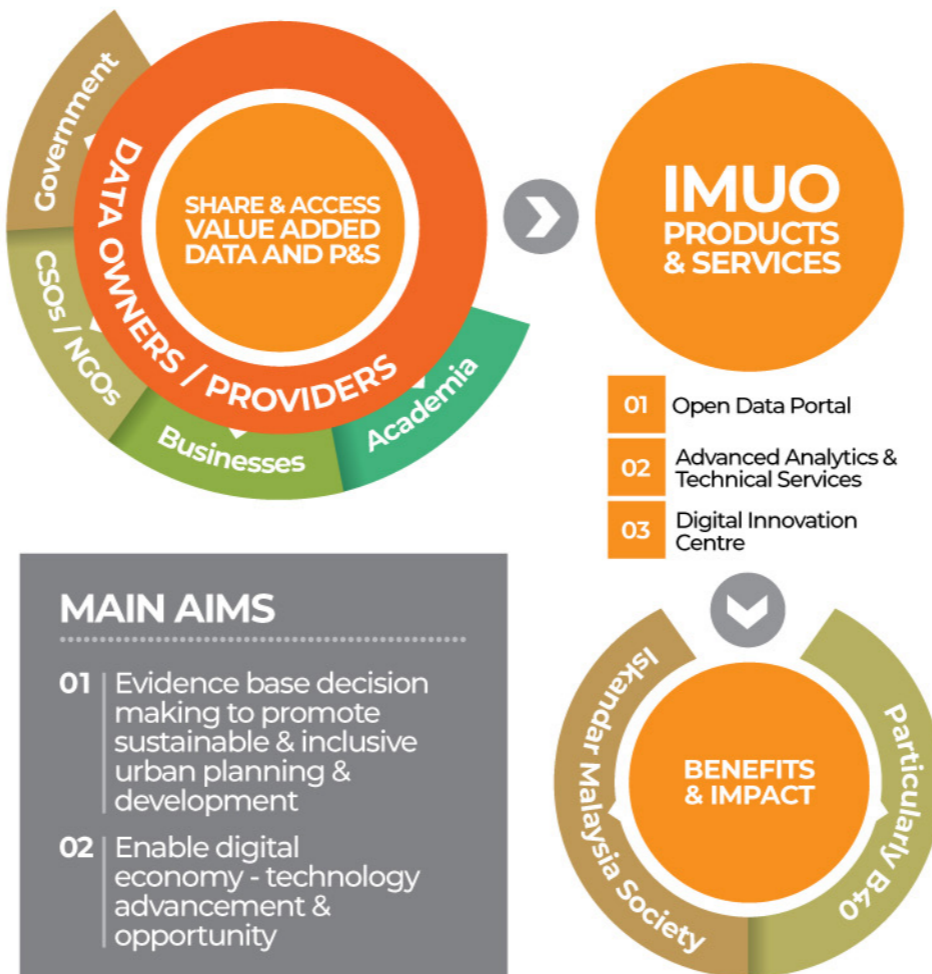 Government
CSOs / NGOs
Businesses
Academia
DATA OWNERS / PROVIDERS
SHARE & ACCESS
VALUE ADDED
DATA AND P&S
IMUO
PRODUCTS
& SERVICES
01 Open Data Portal
02 Advanced Analytics &
Technical Services
03 Digital Innovation
Centre
MAIN AIMS
01 Evidence base decision
making to promote
sustainable & inclusive
urban planning &
development
02 Enable digital
economy - technology
advancement &
opportunity
Iskandar Malaysia Society
Particularly B40
BENEFITS
& IMPACT